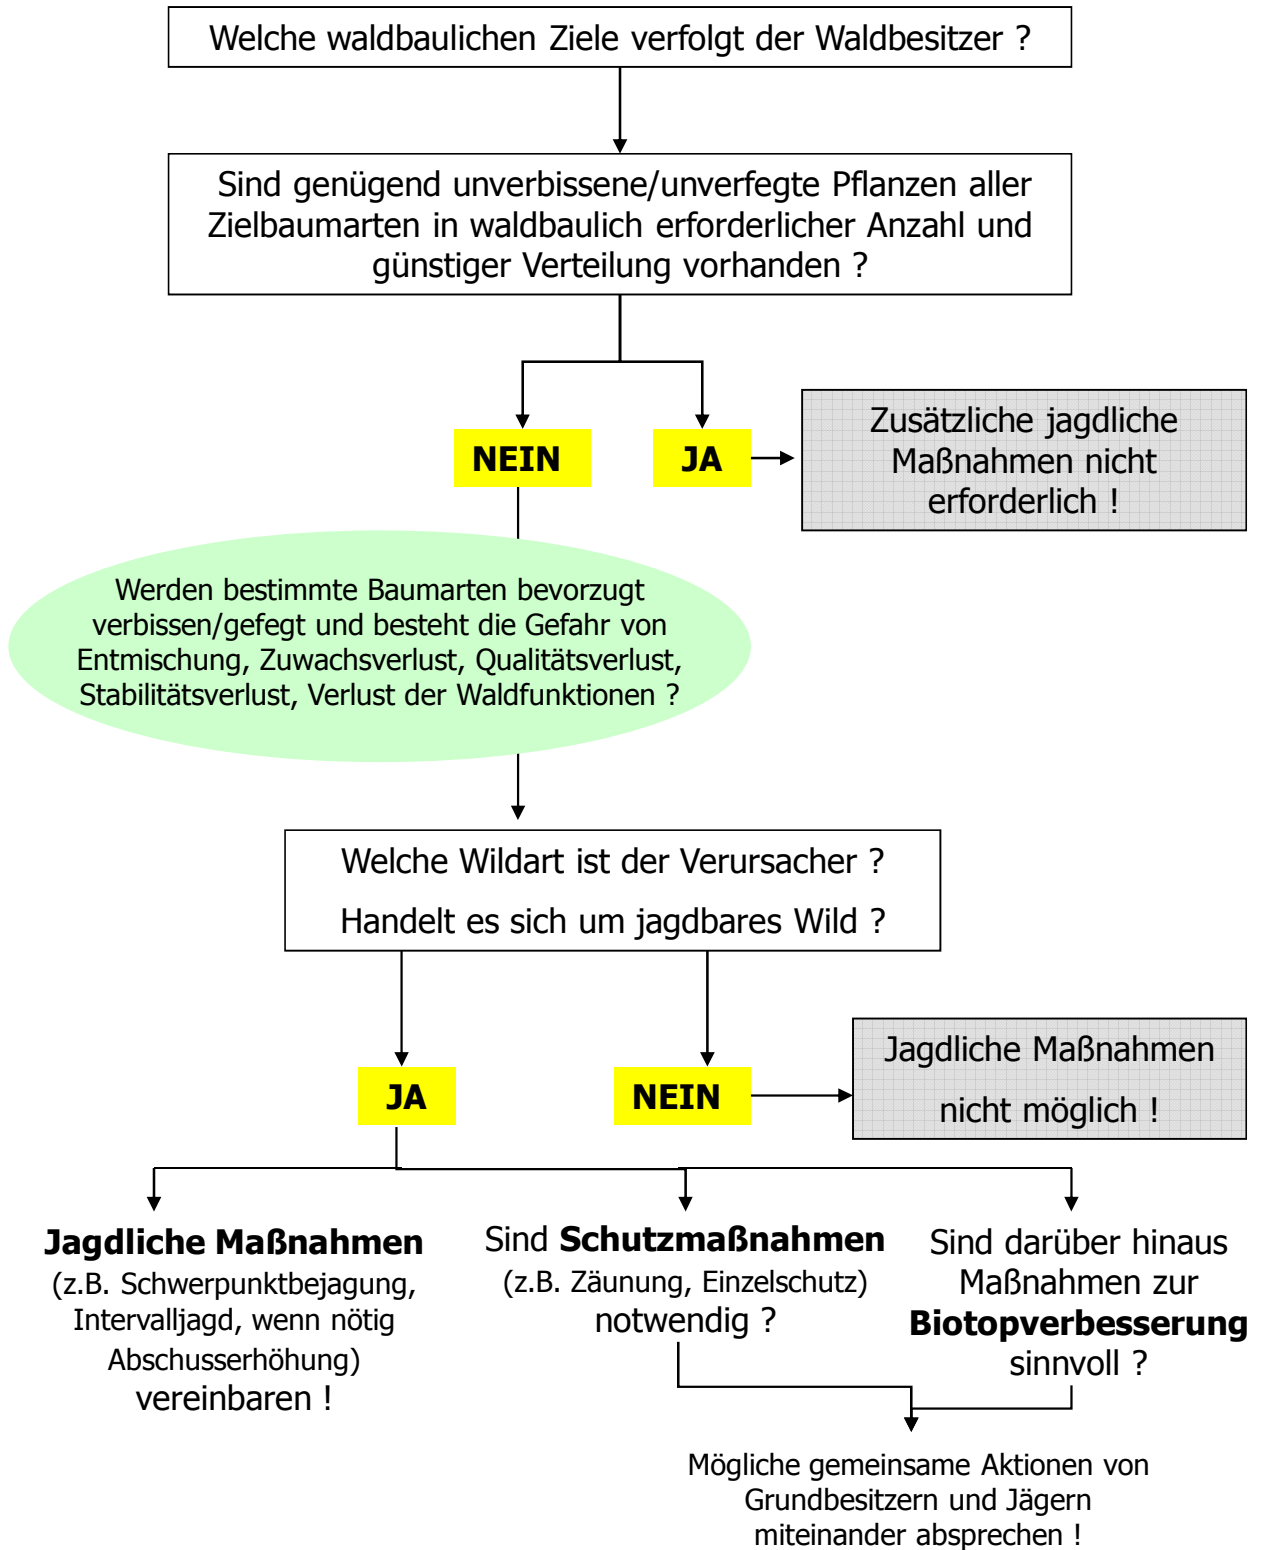 Welche waldbaulichen Ziele verfolgt der Waldbesitzer ?
Sind genügend unverbissene/unverfegte Pflanzen aller
Zielbaumarten in waldbaulich erforderlicher Anzahl und
günstiger Verteilung vorhanden ?
NEIN
JA
Zusätzliche jagdliche
Maßnahmen nicht
erforderlich !
Werden bestimmte Baumarten bevorzugt
verbissen/gefegt und besteht die Gefahr von
Entmischung, Zuwachsverlust, Qualitätsverlust,
Stabilitätsverlust, Verlust der Waldfunktionen ?
Welche Wildart ist der Verursacher ?
Handelt es sich um jagdbares Wild ?
JA
NEIN
Jagdliche Maßnahmen
nicht möglich !
Jagdliche Maßnahmen
(z.B. Schwerpunktbejagung,
Intervalljagd, wenn nötig
Abschusserhöhung)
vereinbaren !
Sind Schutzmaßnahmen
(z.B. Zäunung, Einzelschutz)
notwendig ?
Sind darüber hinaus
Maßnahmen zur
Biotopverbesserung
sinnvoll ?
Mögliche gemeinsame Aktionen von
Grundbesitzern und Jägern
miteinander absprechen !